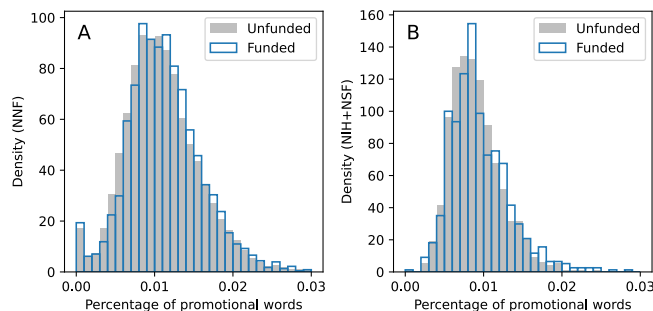 A
Unfunded
Funded
Density (NNF)
100
80
60
40
20
0
0.00
0.01
0.02
0.03
Percentage of promotional words
B
Unfunded
Funded
Density (NIH+NSF)
160
140
120
100
80
60
40
20
0
0.00
0.01
0.02
0.03
Percentage of promotional words